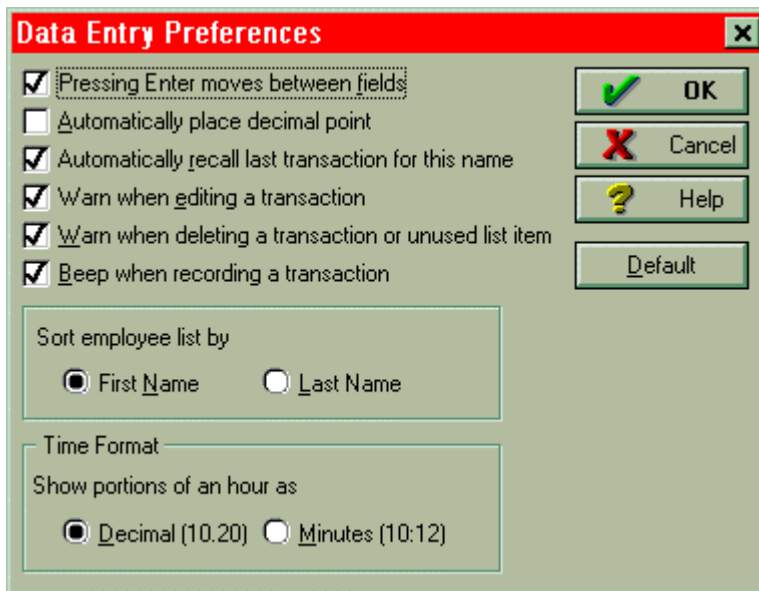 Data Entry Preferences
Pressing Enter moves between fields
Automatically place decimal point
Automatically recall last transaction for this name
Warn when editing a transaction
Warn when deleting a transaction or unused list item
Beep when recording a transaction
OK
Cancel
Help
Default
Sort employee list by
First Name Last Name
Time Format
Show portions of an hour as
Decimal (10.20) Minutes (10:12)